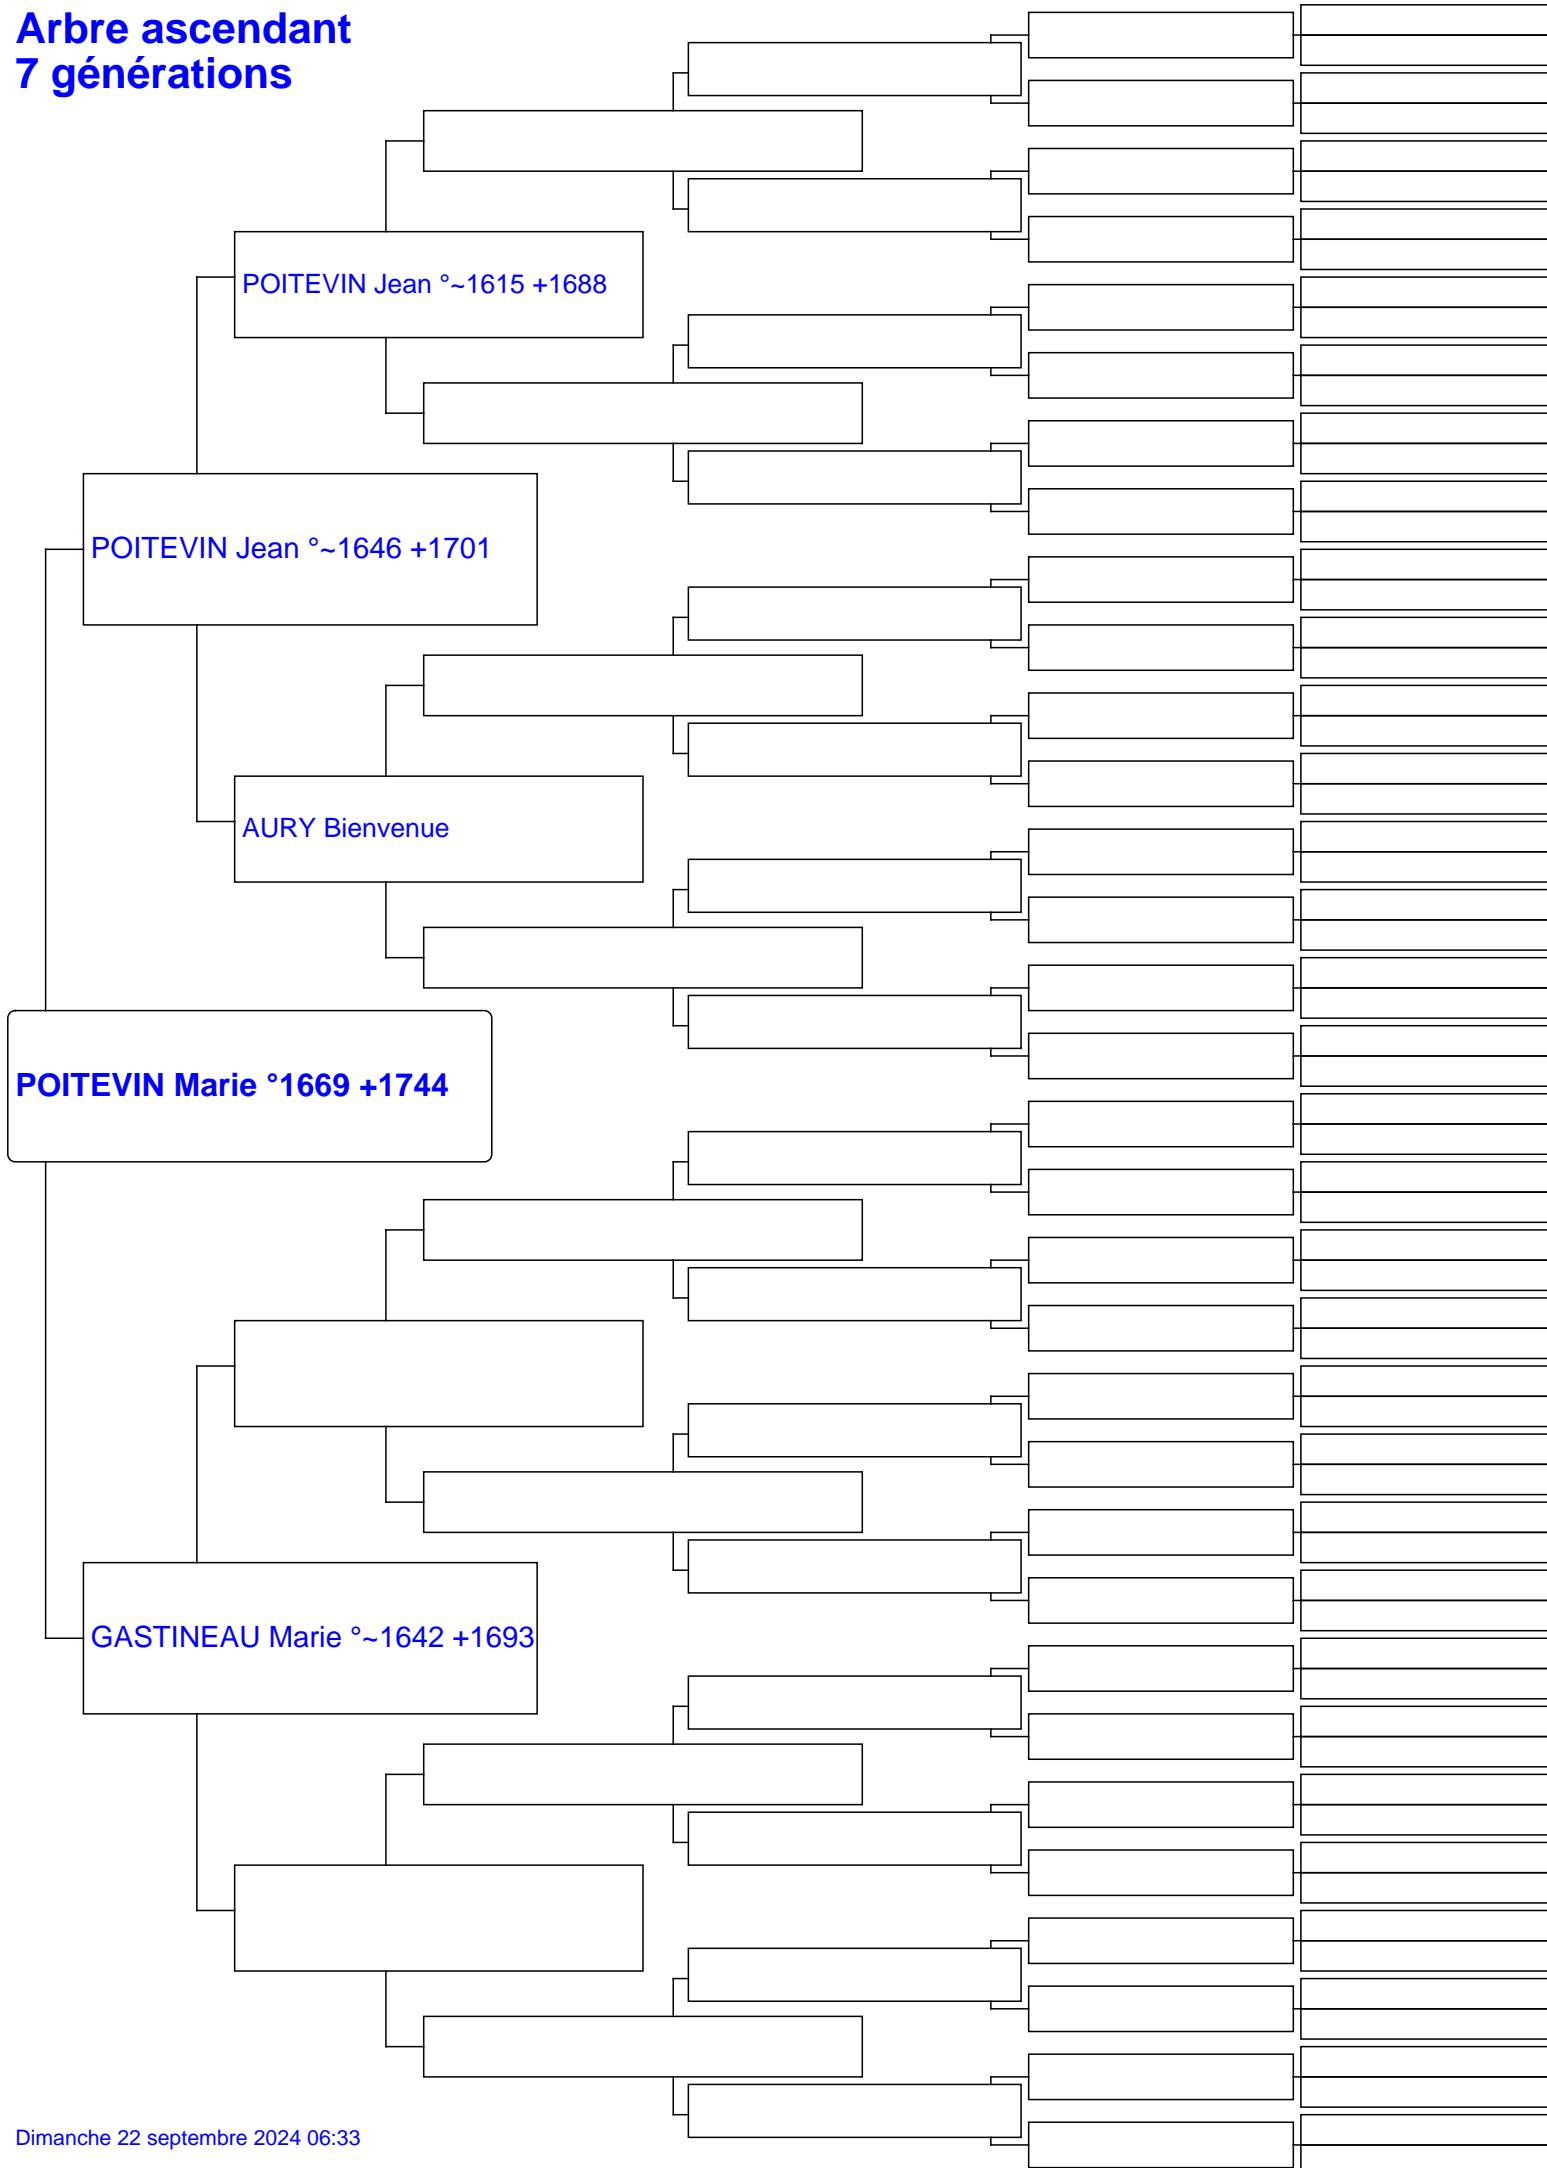 Arbre ascendant
7 générations
POITEVIN Jean °~1615 +1688
POITEVIN Jean °~1646 +1701
AURY Bienvenue
POITEVIN Marie °1669 +1744
GASTINEAU Marie °~1642 +1693
Dimanche 22 septembre 2024 06:33